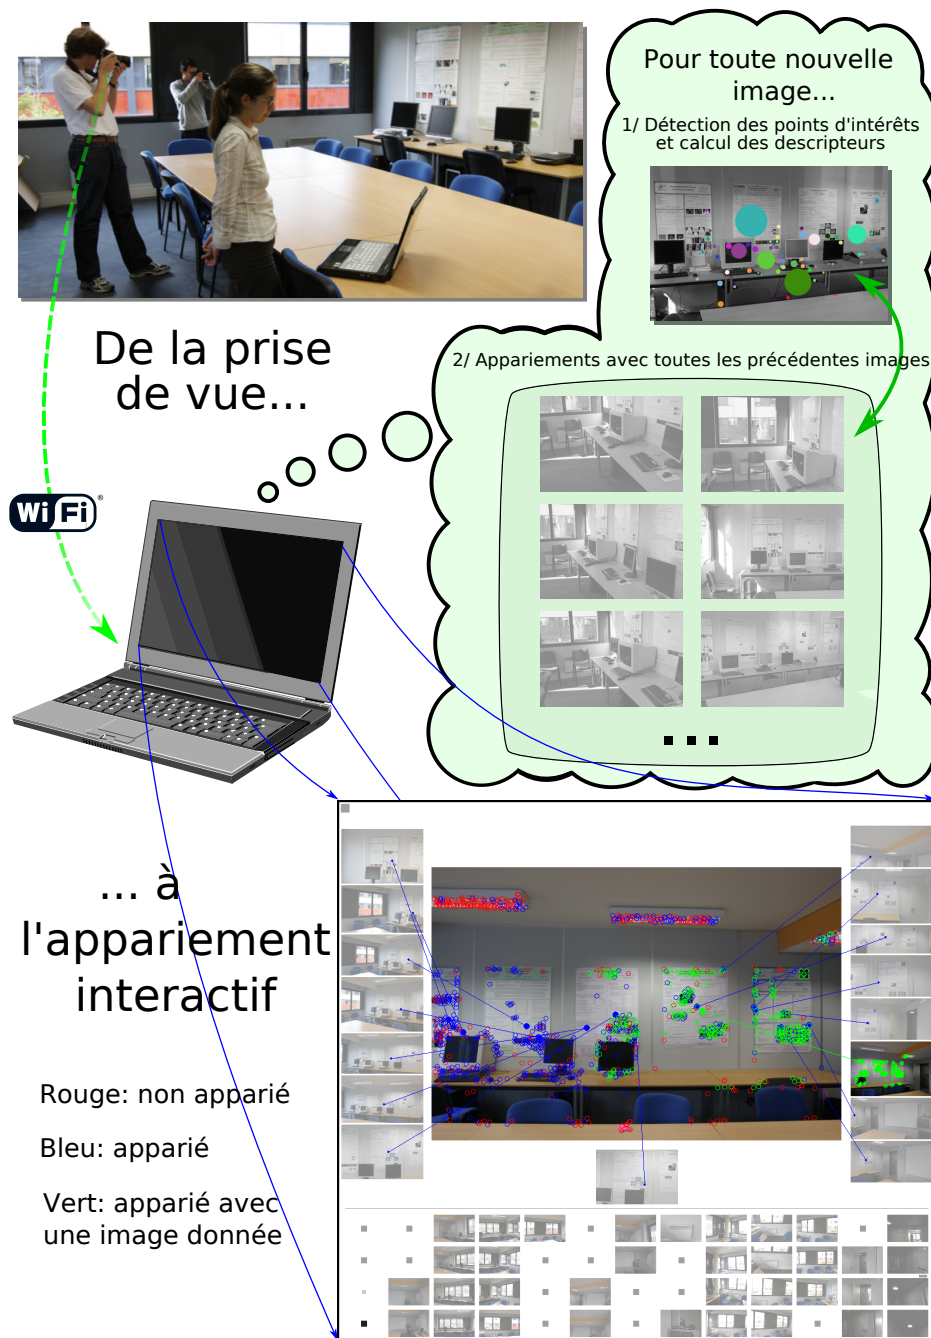 Pour toute nouvelle
image...
1/ Détection des points d'intérêts
et calcul des descripteurs
De la prise
de vue...
2/ Appariements avec toutes les précédentes images
Wi Fi ®
... à
l'appariement
interactif
Rouge: non apparié
Bleu: apparié
Vert: apparié avec
une image donnée